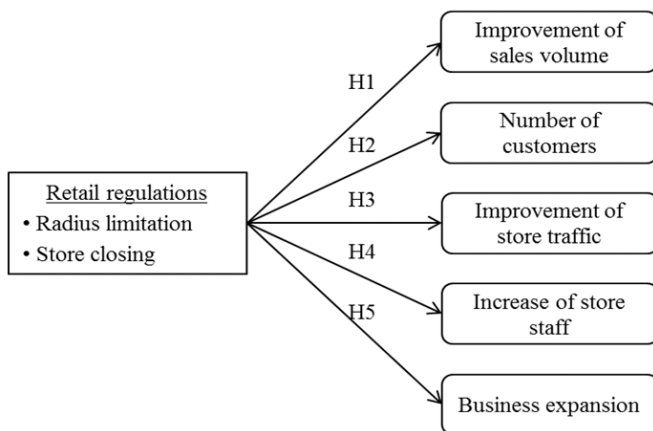 Improvement of
sales volume
H1
Number of
customers
H2
Retail regulations
• Radius limitation
• Store closing
H3
Improvement of
store traffic
H4
Increase of store
staff
H5
Business expansion